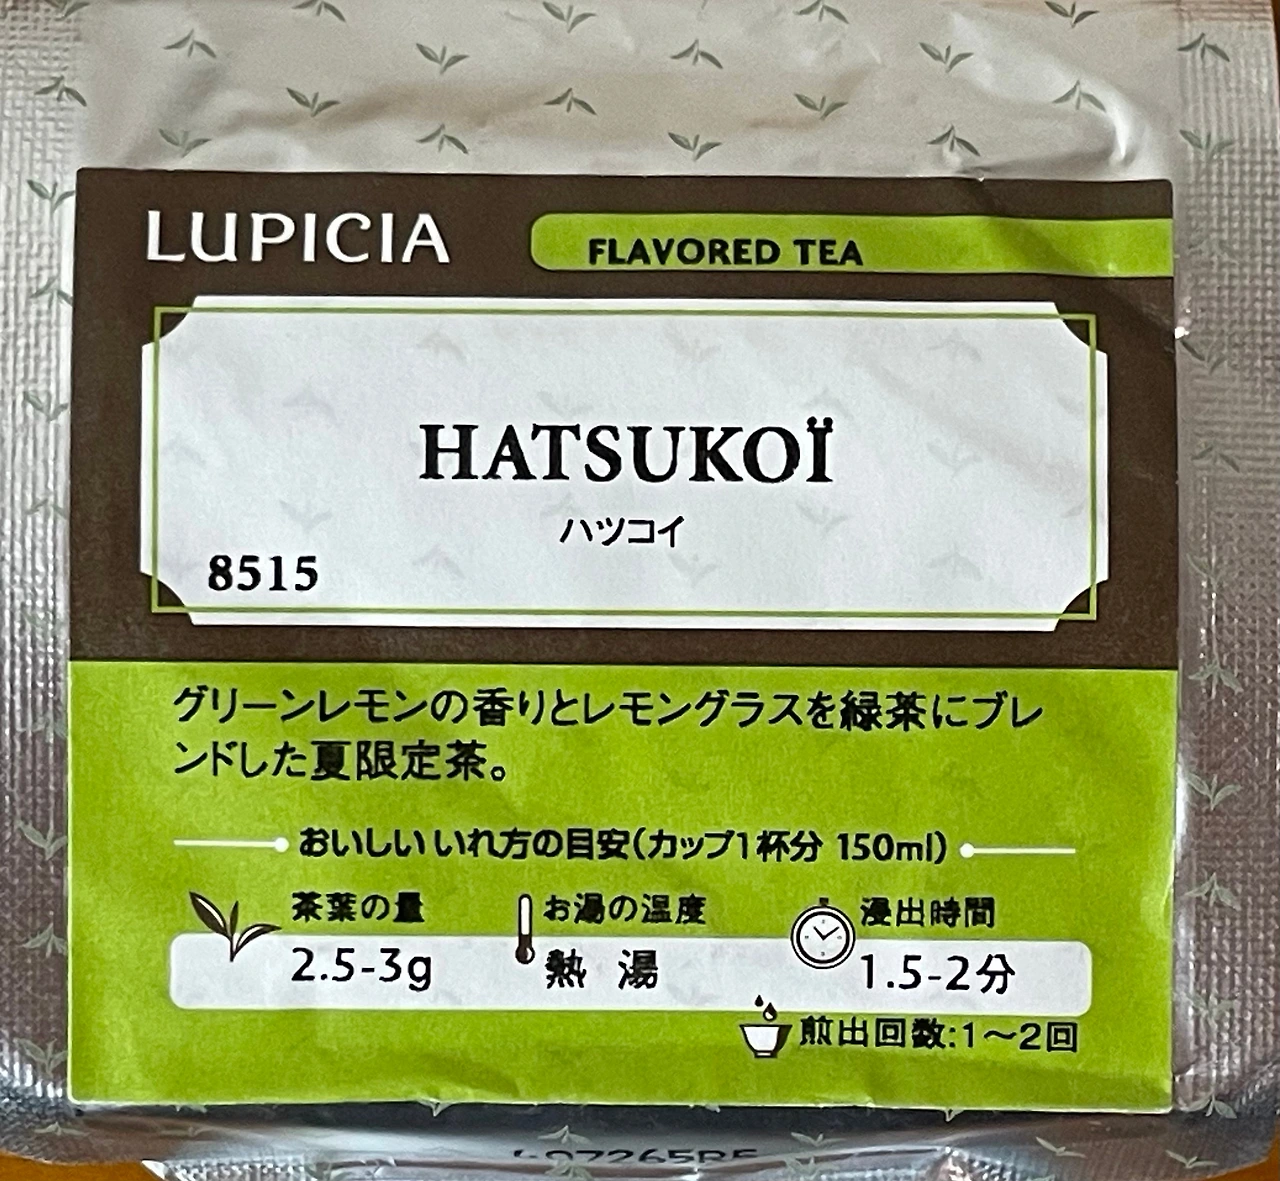 LUPICIA
FLAVORED TEA
HATSUKOÏ
ハツコイ
8515
グリーンレモンの香りとレモングラスを緑茶にブレ
ンドした夏限定茶。
おいしいいれ方の目安(カップ1杯分 150ml)
茶葉の量
2.5-3g
お湯の温度
熱 湯
浸出時間
1.5-2分
煎出回数:1〜2回